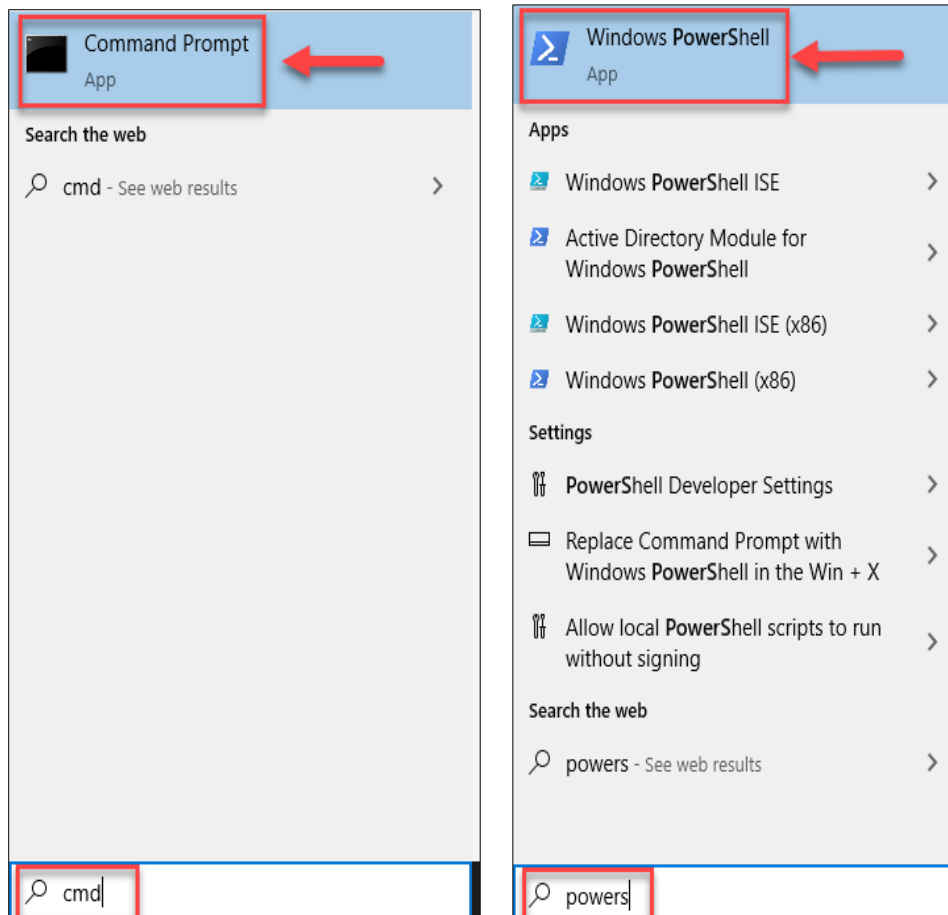 Command Prompt
App
Search the web
cmd - See web results
cmd
Windows PowerShell
App
Apps
Windows PowerShell ISE
Active Directory Module for
Windows PowerShell
Windows PowerShell ISE (x86)
Windows PowerShell (x86)
Settings
PowerShell Developer Settings
Replace Command Prompt with
Windows PowerShell in the Win + X
Allow local PowerShell scripts to run
without signing
Search the web
powers - See web results
powers